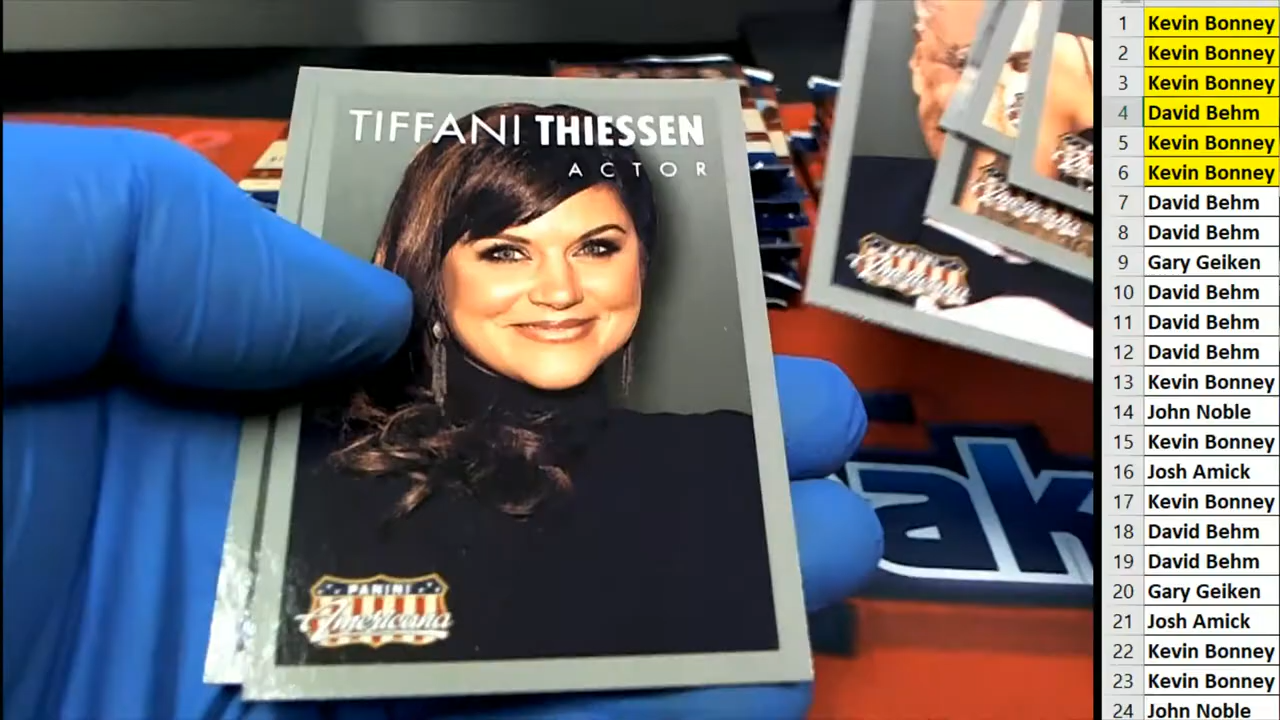 TIFFANI THIESSEN
ACTOR
PANINI
Americana
Americana
ak
1 Kevin Bonney
2 Kevin Bonney
3 Kevin Bonney
4 David Behm
5 Kevin Bonney
6 Kevin Bonney
7 David Behm
8 David Behm
9 Gary Geiken
10 David Behm
11 David Behm
12 David Behm
13 Kevin Bonney
14 John Noble
15 Kevin Bonney
16 Josh Amick
17 Kevin Bonney
18 David Behm
19 David Behm
20 Gary Geiken
21 Josh Amick
22 Kevin Bonney
23 Kevin Bonney
24 John Noble